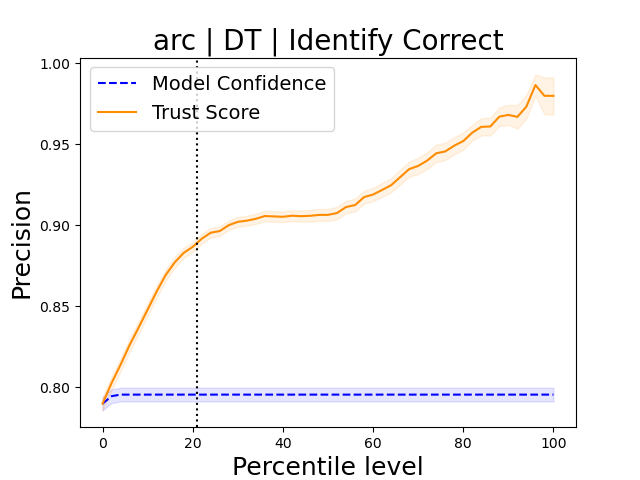 arc | DT | Identify Correct
Model Confidence
Trust Score
Precision
1.00
0.95
0.90
0.85
0.80
0 20 40 60 80 100
Percentile level